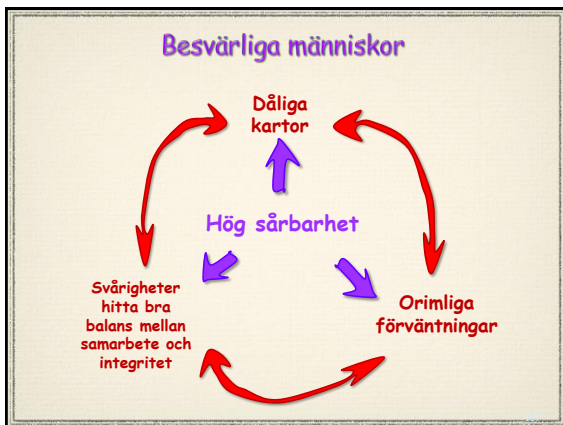 Besvärliga människor
Dåliga
kartor
Hög sårbarhet
Svårigheter
hitta bra
balans mellan
samarbete och
integritet
Orimliga
förväntningar